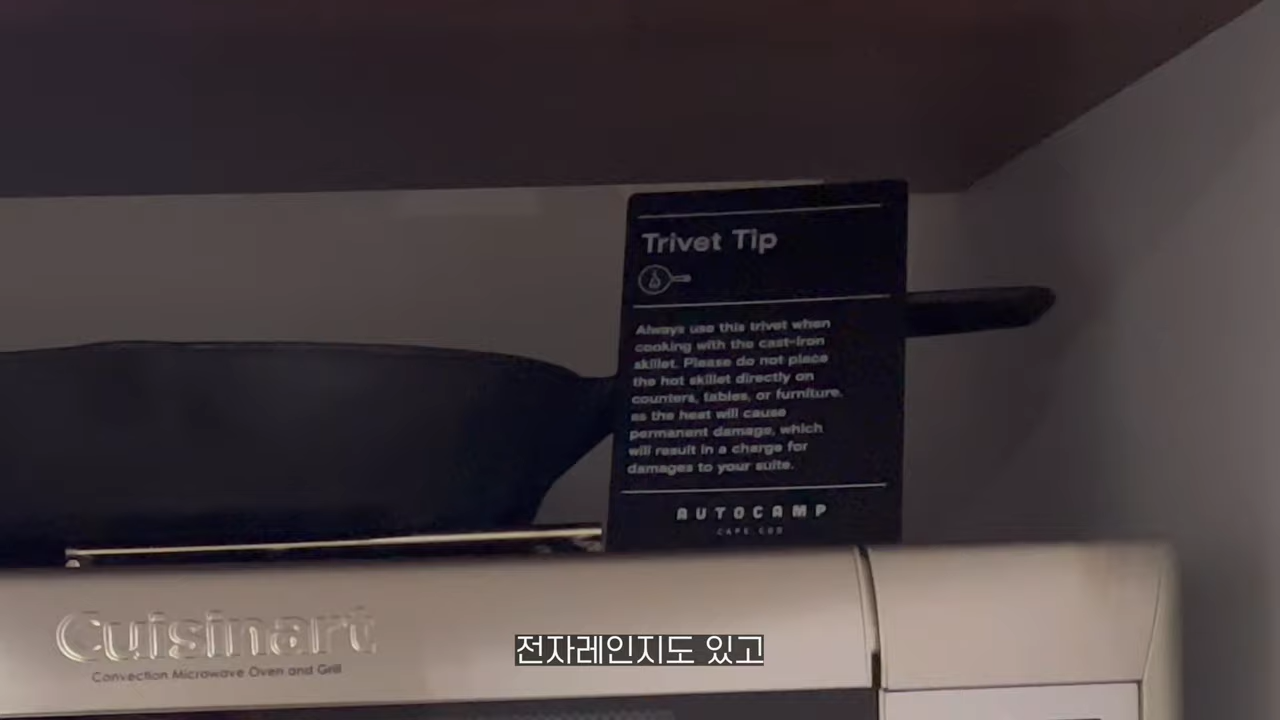 Trivet Tip
Always use this trivet when
cooking with the cast-iron
skillet. Please do not place
the hot skillet directly on
counters, tables, or furniture,
as the heat will cause
permanent damage, which
will result in a charge for
damages to your suite.
AUTOCAMP
CAPE COD
Cuisinart
Convection Microwave Oven and Grill
전자레인지도 있고